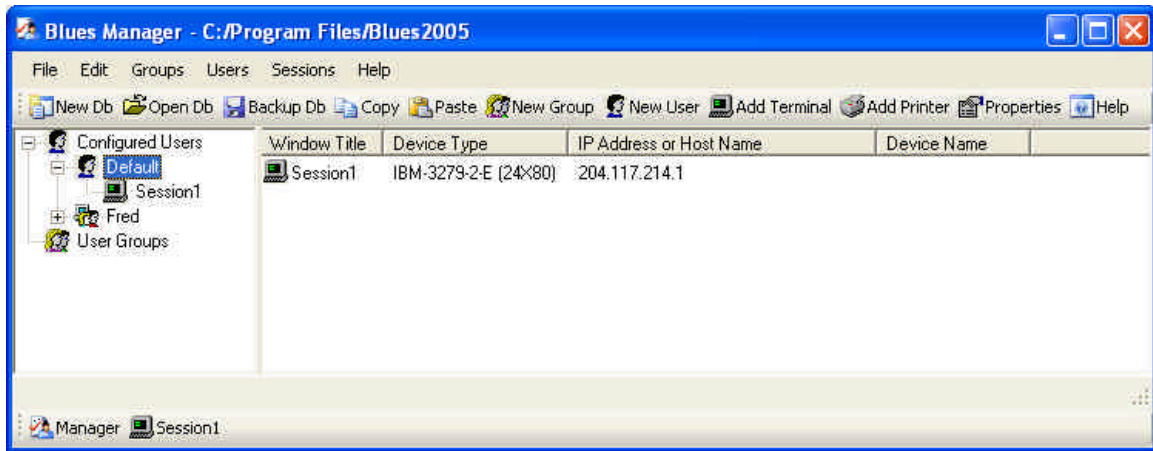 Blues Manager - C:/Program Files/Blues2005
File Edit Groups Users Sessions Help
New Db Open Db Backup Db Copy Paste New Group New User Add Terminal Add Printer Properties Help
Configured Users
Default
Session1
Fred
User Groups
Window Title Device Type IP Address or Host Name Device Name
Session1 IBM-3279-2-E (24X80) 204.117.214.1
Manager Session1